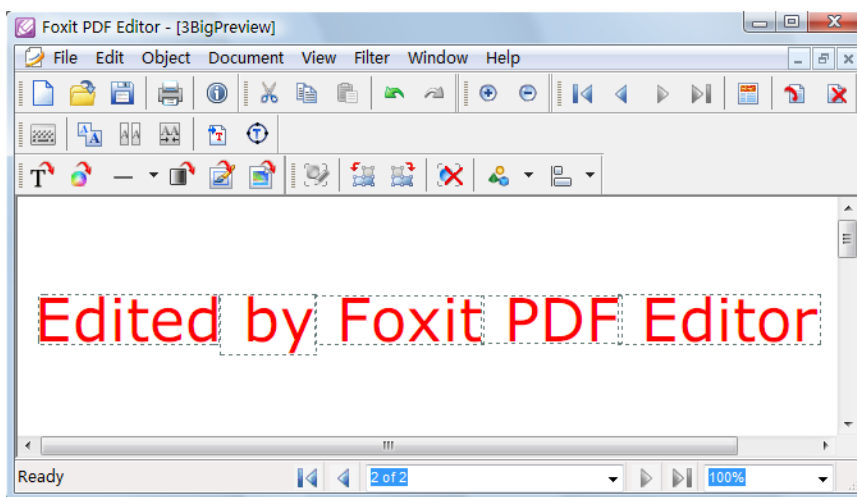 Foxit PDF Editor - [3BigPreview]
File Edit Object Document View Filter Window Help
Edited by Foxit PDF Editor
Ready 2 of 2 100%